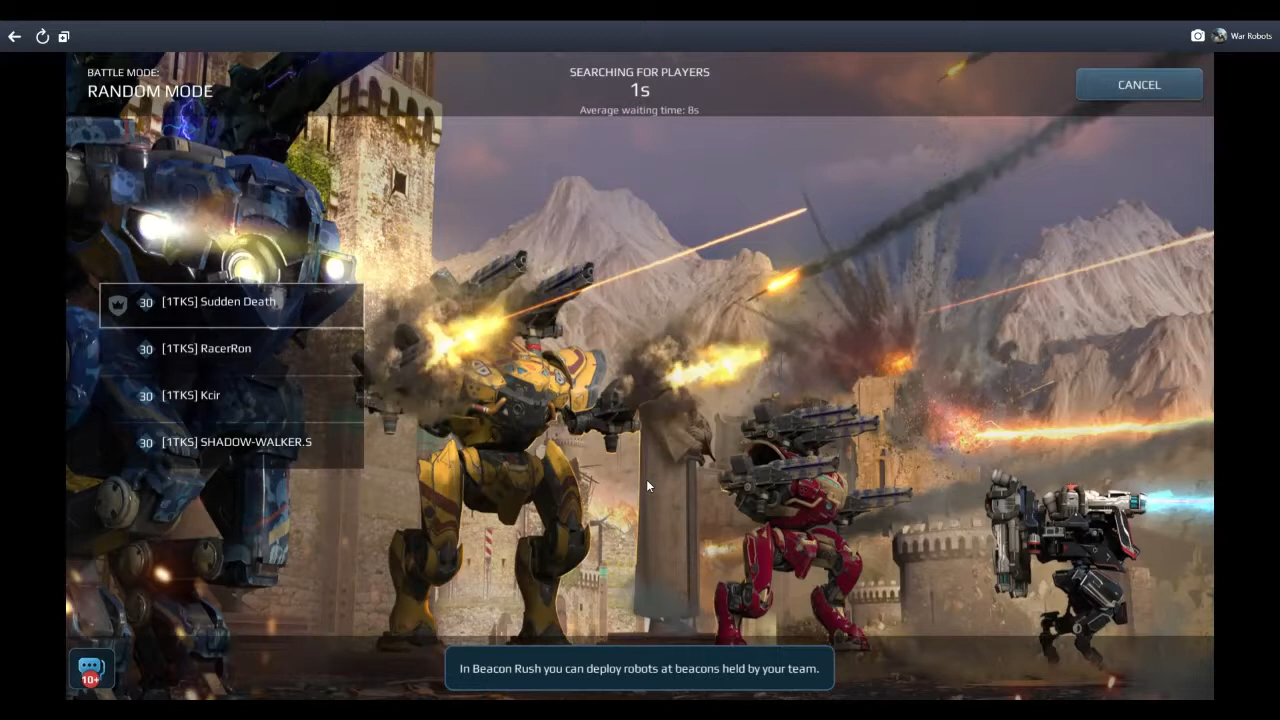 War Robots
BATTLE MODE:
RANDOM MODE
SEARCHING FOR PLAYERS
1s
Average waiting time: 8s
CANCEL
30 [1TKS] Sudden Death
30 [1TKS] RacerRon
30 [1TKS] Kcir
30 [1TKS] SHADOW-WALKER.S
10+
In Beacon Rush you can deploy robots at beacons held by your team.